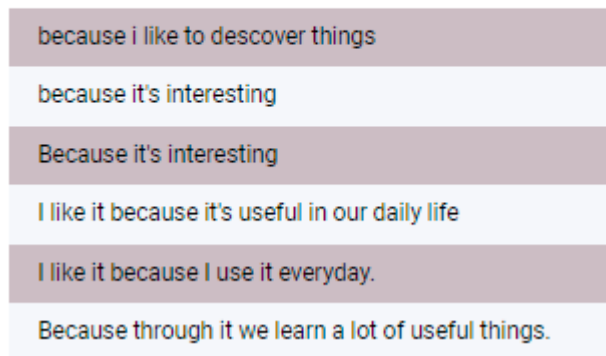 because i like to descover things
because it's interesting
Because it's interesting
I like it because it's useful in our daily life
I like it because I use it everyday.
Because through it we learn a lot of useful things.